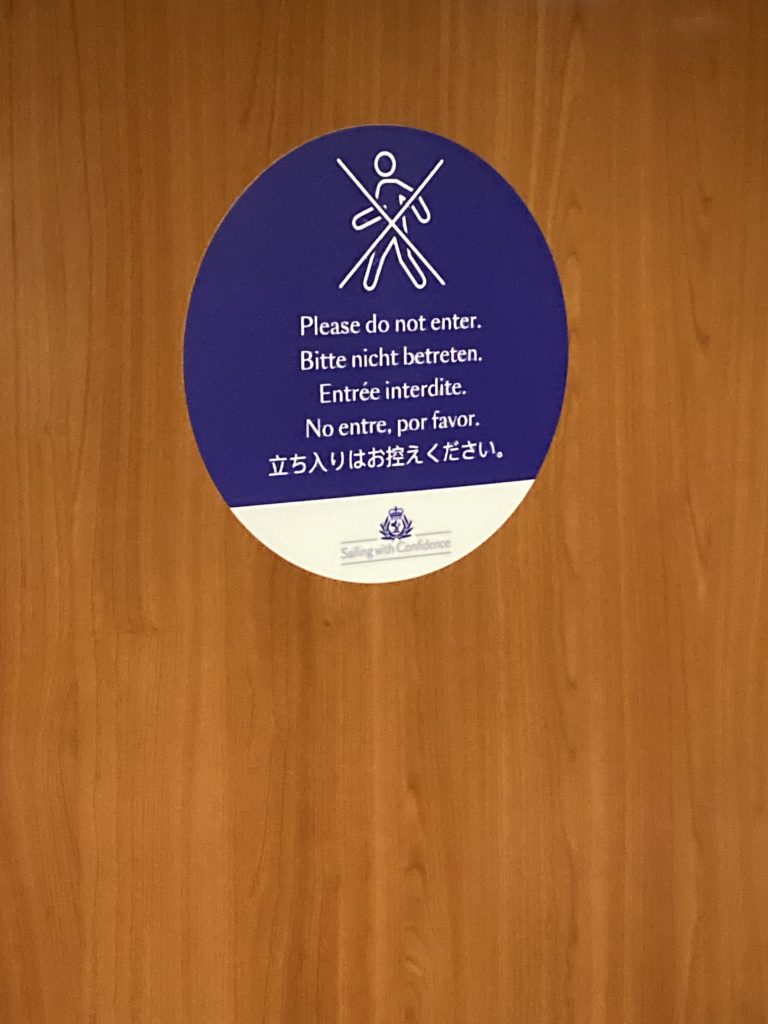 Please do not enter.
Bitte nicht betreten.
Entrée interdite.
No entre, por favor.
立ち入りはお控えください。
Sailing with Confidence